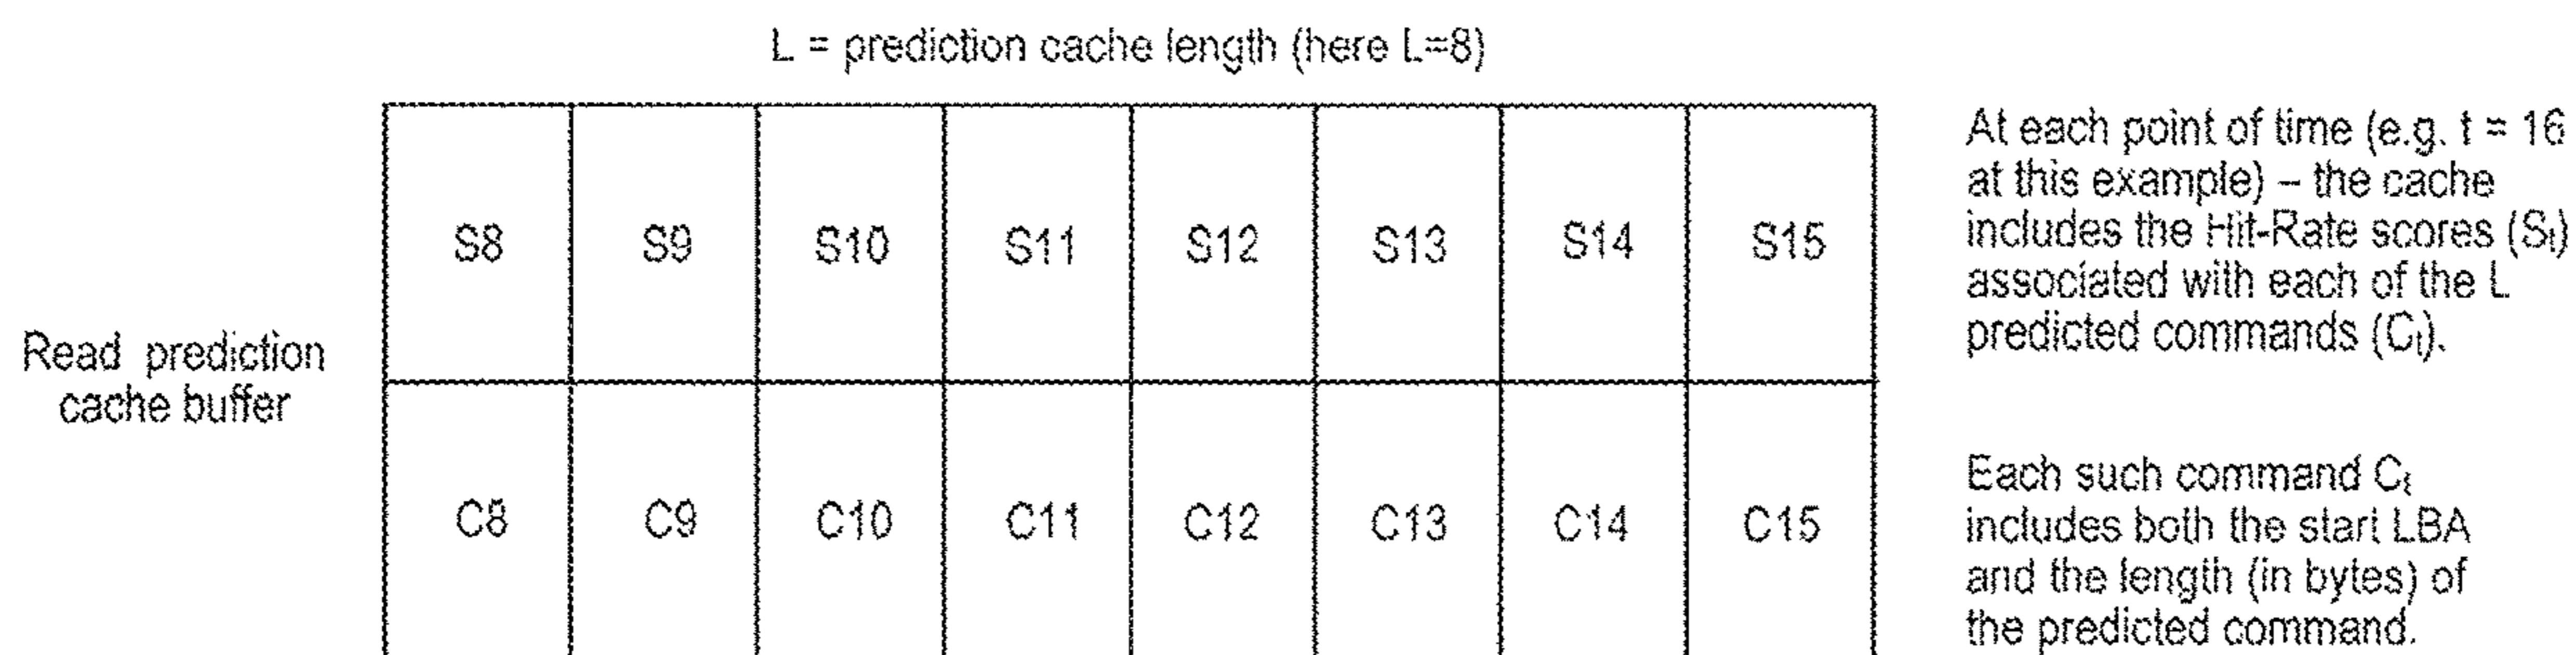 L = prediction cache length (here L=8)
S8 S9 S10 S11 S12 S13 S14 S15
Read prediction
cache buffer
C8 C9 C10 C11 C12 C13 C14 C15
At each point of time (e.g. t = 16
at this example) – the cache
includes the Hit-Rate scores (Sₜ)
associated with each of the L
predicted commands (Cₜ).
Each such command Cₜ
includes both the start LBA
and the length (in bytes) of
the predicted command.